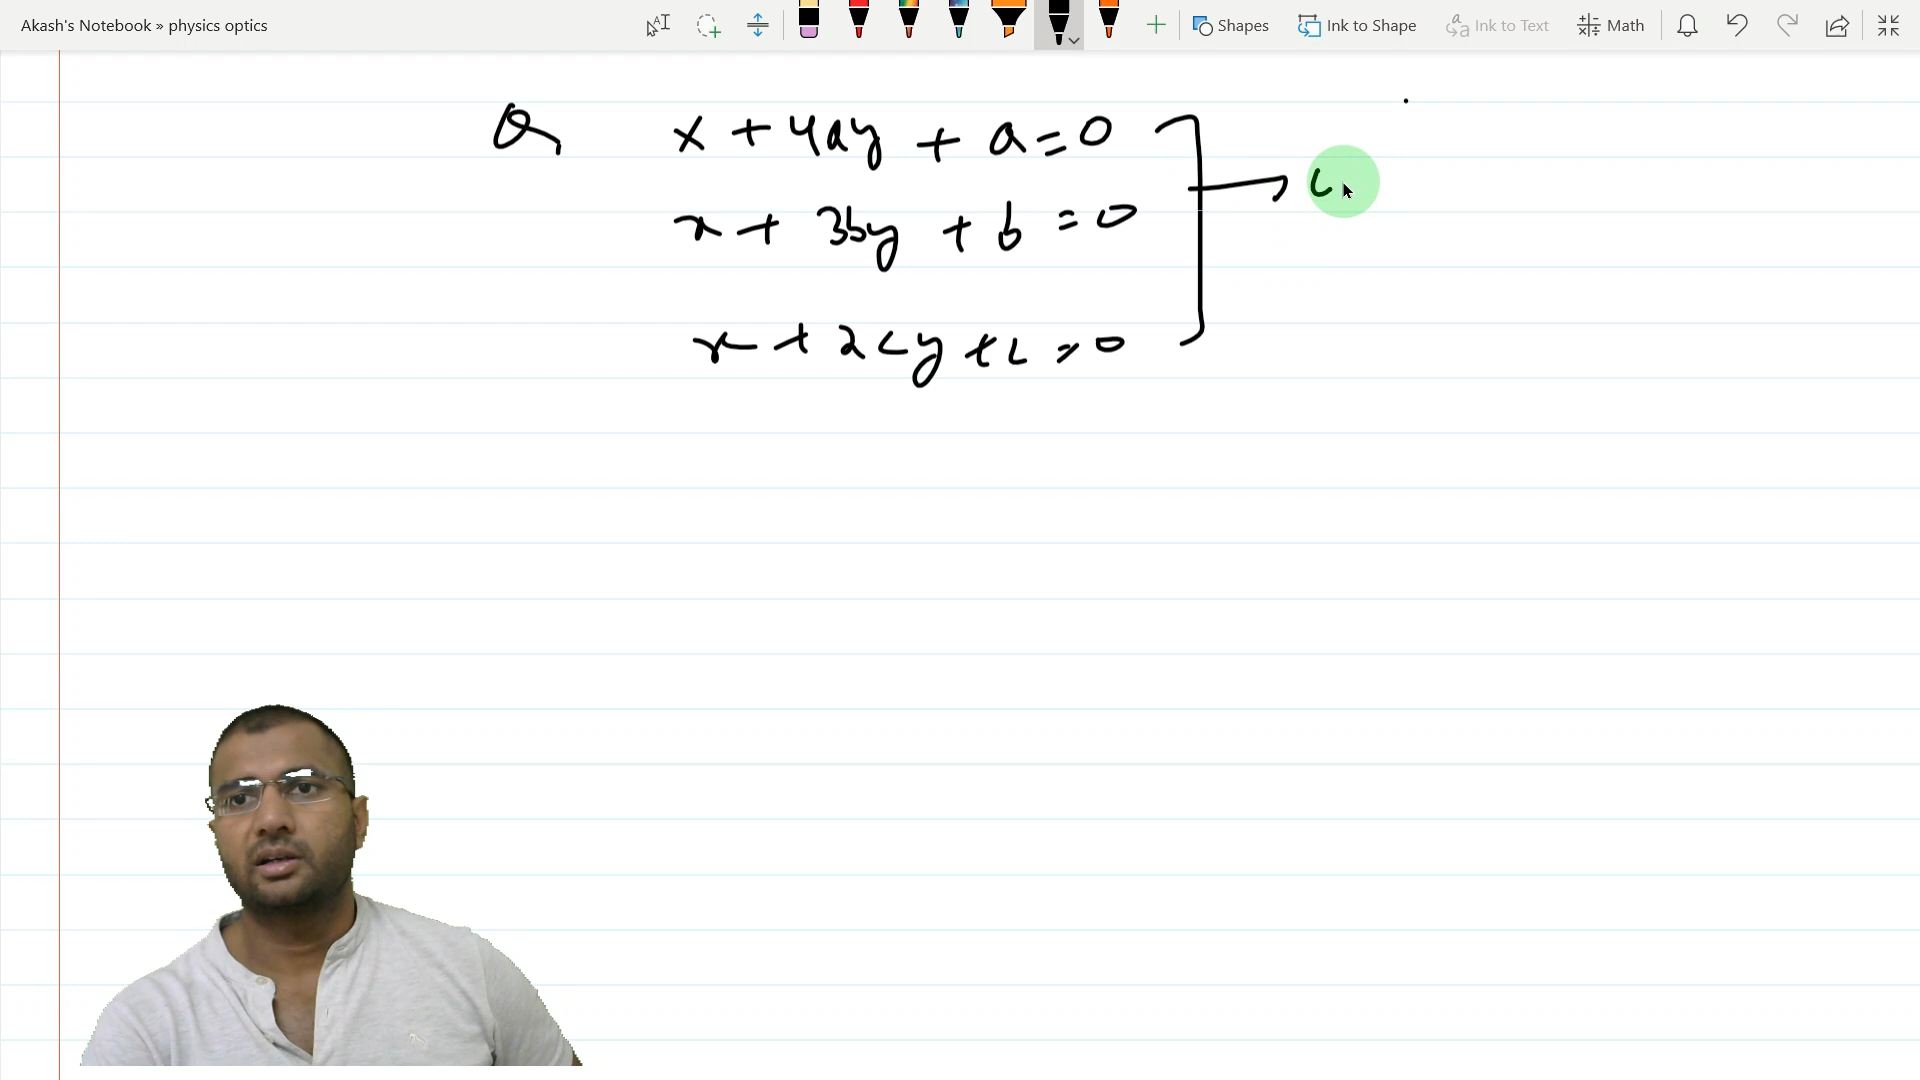 Akash's Notebook » physics optics
Shapes
Ink to Shape
Ink to Text
Math
Q, x + 4ay + a = 0
x + 3by + b = 0
x + 2cy + c = 0
c